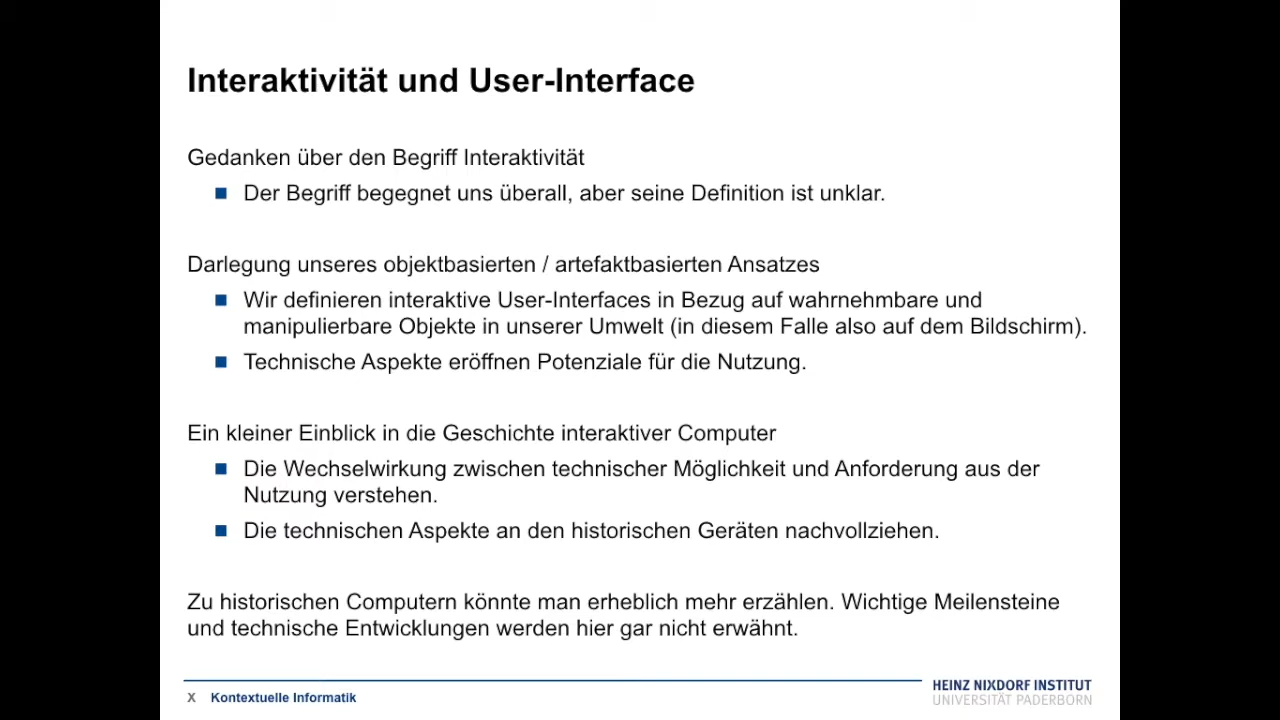 Interaktivität und User-Interface
Gedanken über den Begriff Interaktivität
Der Begriff begegnet uns überall, aber seine Definition ist unklar.
Darlegung unseres objektbasierten / artefaktbasierten Ansatzes
Wir definieren interaktive User-Interfaces in Bezug auf wahrnehmbare und
manipulierbare Objekte in unserer Umwelt (in diesem Falle also auf dem Bildschirm).
Technische Aspekte eröffnen Potenziale für die Nutzung.
Ein kleiner Einblick in die Geschichte interaktiver Computer
Die Wechselwirkung zwischen technischer Möglichkeit und Anforderung aus der
Nutzung verstehen.
Die technischen Aspekte an den historischen Geräten nachvollziehen.
Zu historischen Computern könnte man erheblich mehr erzählen. Wichtige Meilensteine
und technische Entwicklungen werden hier gar nicht erwähnt.
X Kontextuelle Informatik
HEINZ NIXDORF INSTITUT
UNIVERSITÄT PADERBORN